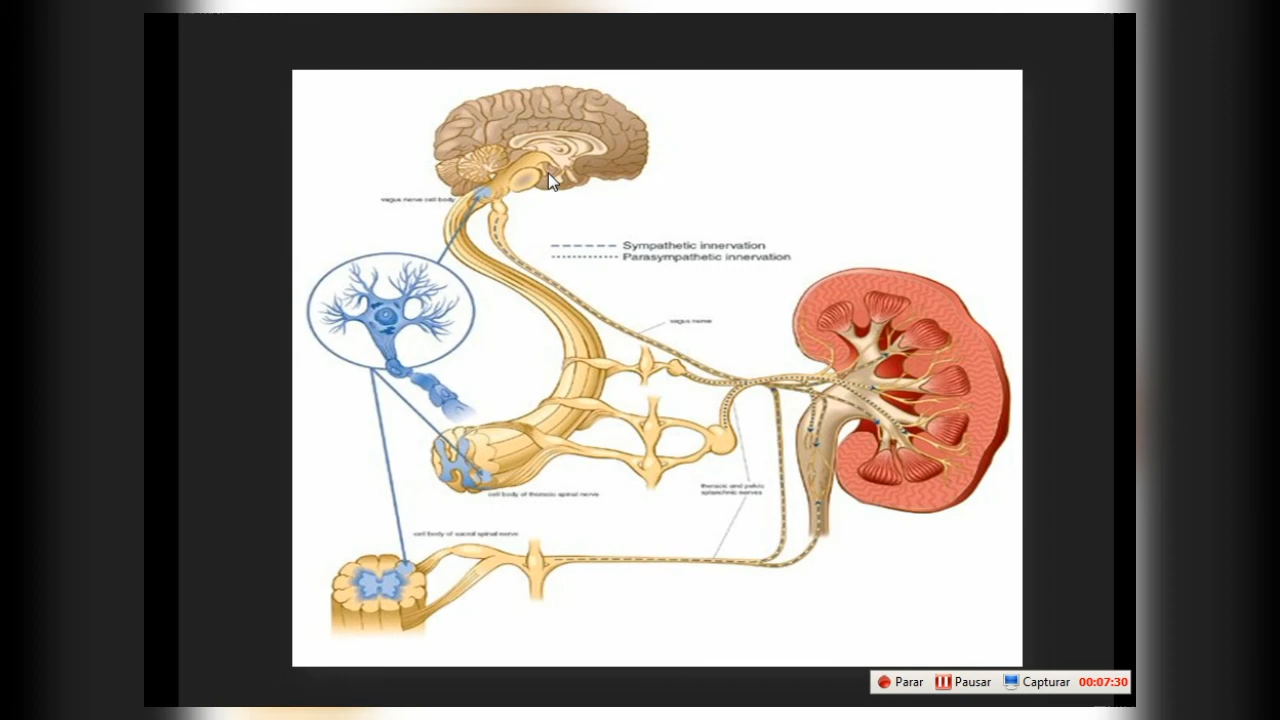 vagus nerve cell body
Sympathetic innervation
Parasympathetic innervation
vagus nerve
thoracic and pelvic
splanchnic nerves
cell body of thoracic spinal nerve
cell body of sacral spinal nerve
Parar Pausar Capturar 00:07:30